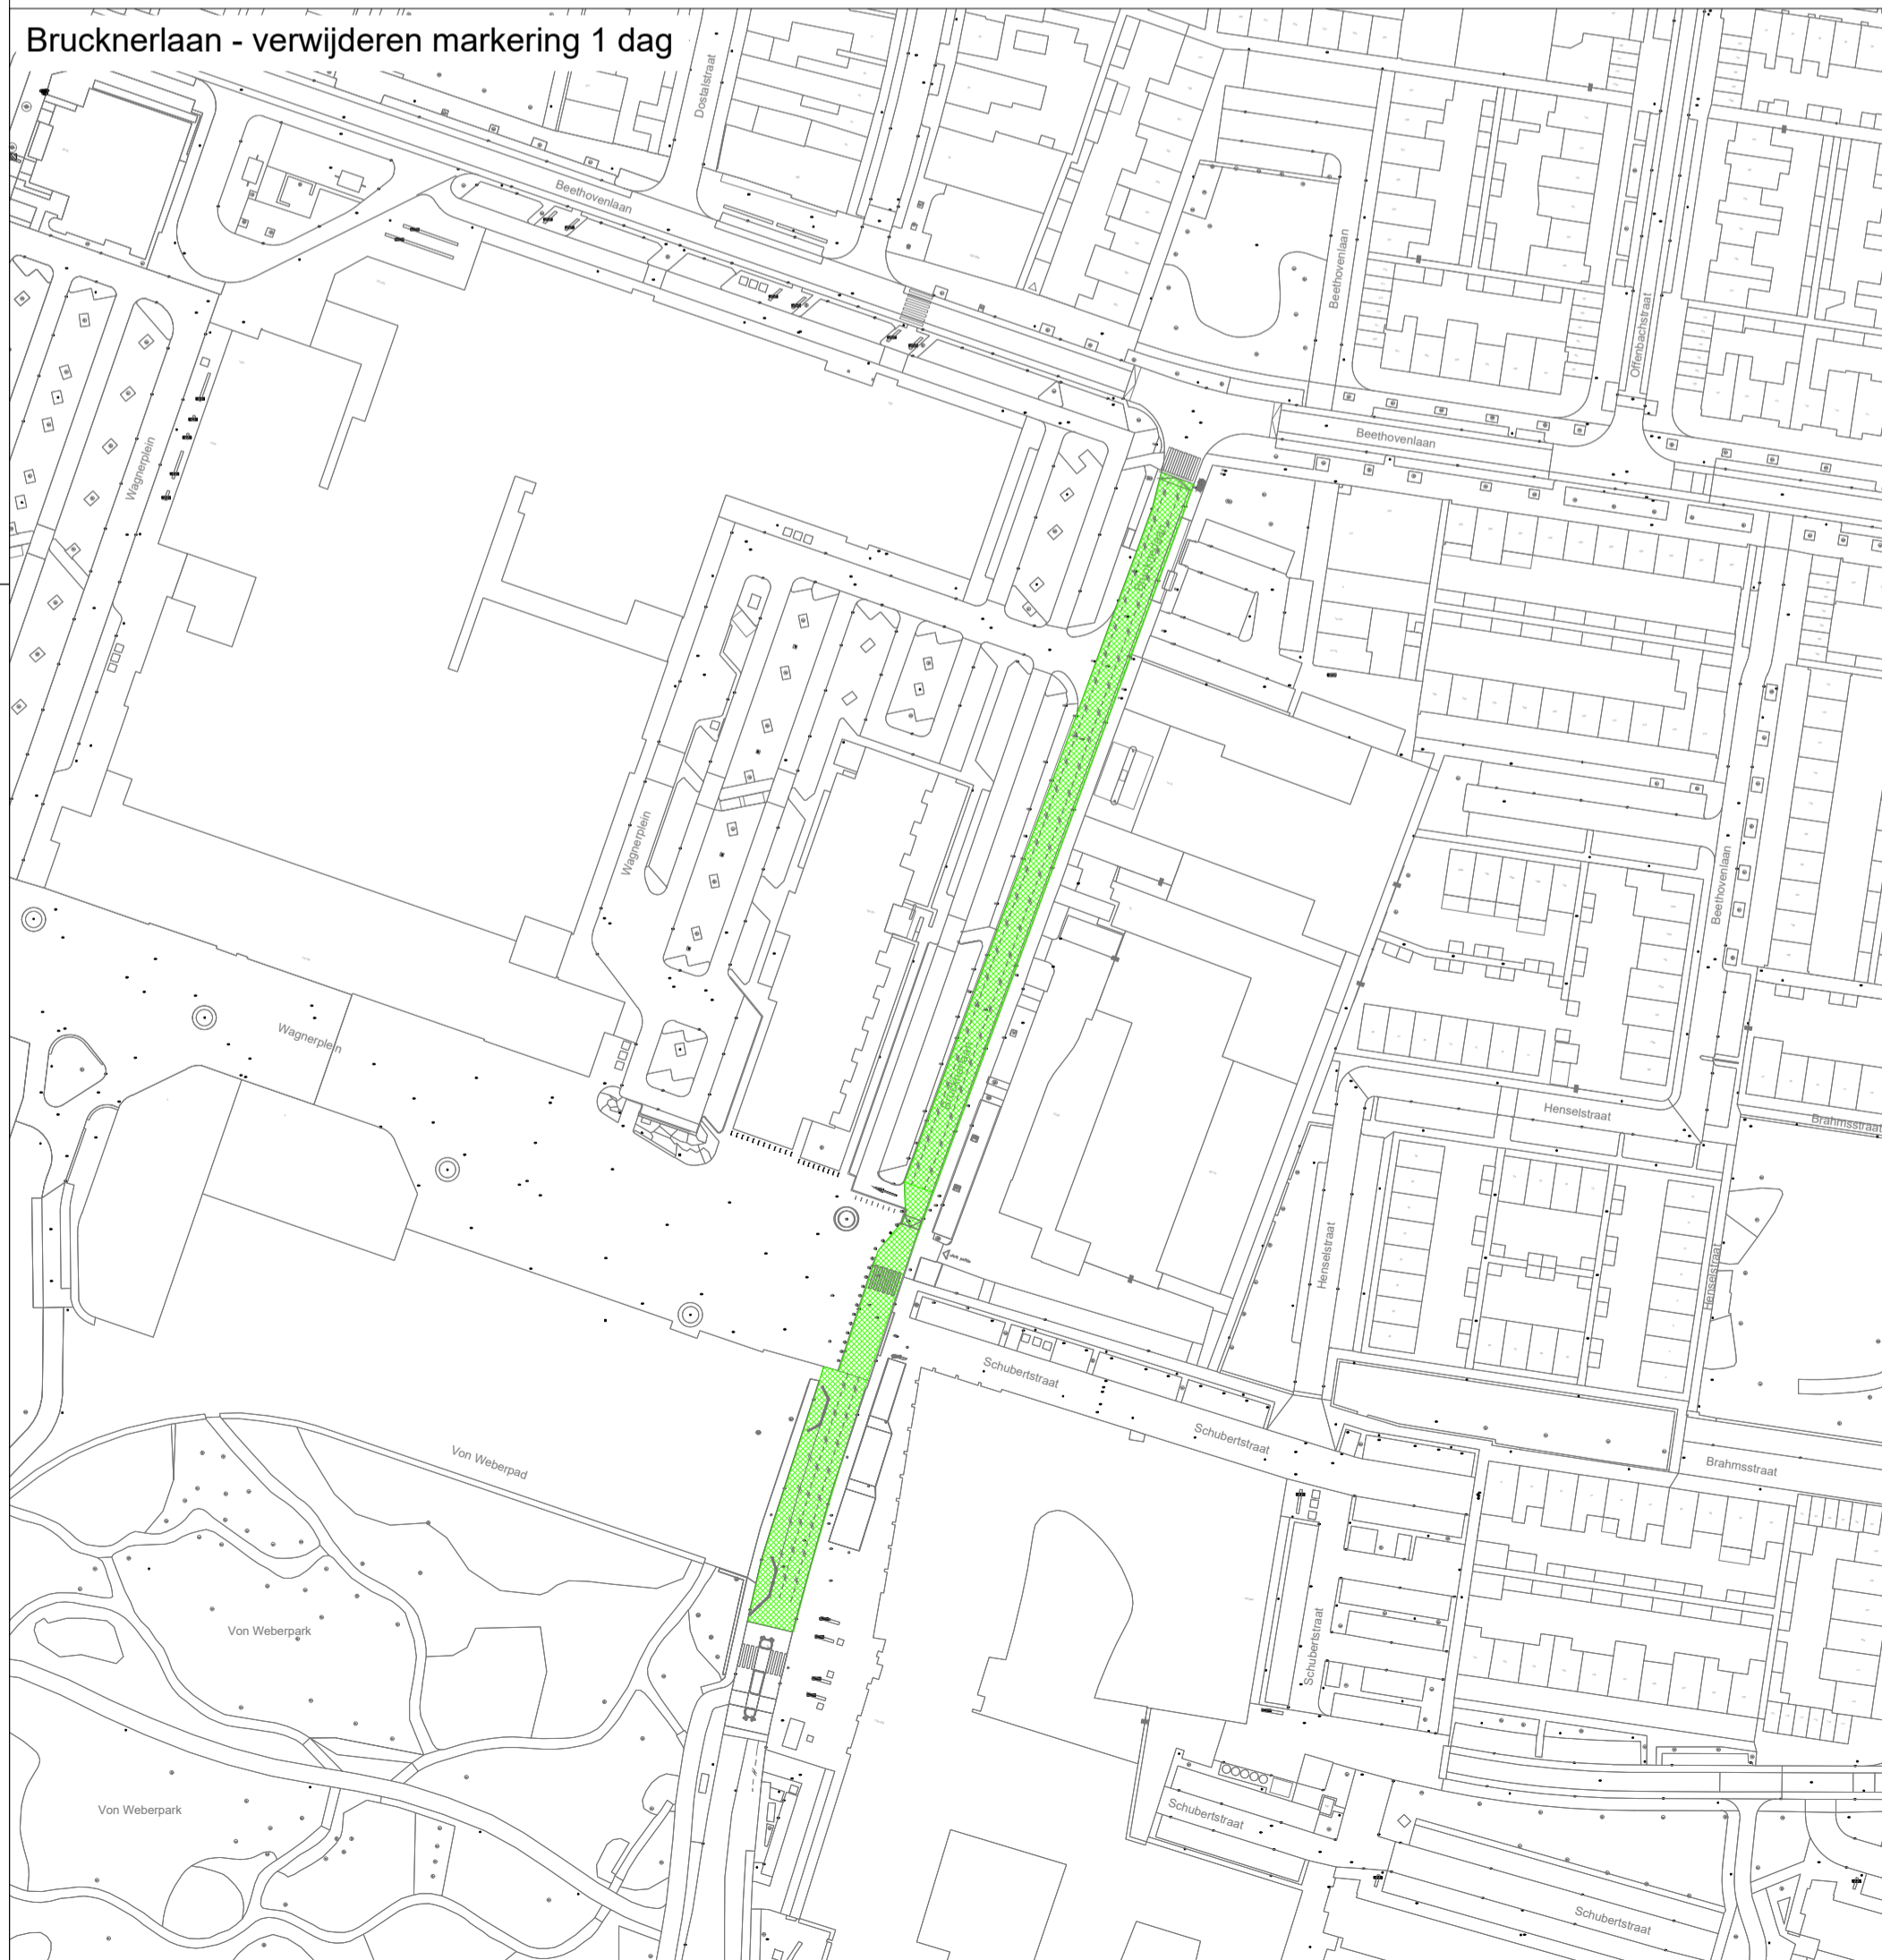 Brucknerlaan - verwijderen markering 1 dag
Dostalstraat
Beethovenlaan
Beethovenlaan
Offenbachstraat
Beethovenlaan
Wagnerplein
Wagnerplein
Beethovenlaan
Wagnerplein
Henselstraat
Brahmsstraat
Henselstraat
Henselstraat
Schubertstraat
Schubertstraat
Von Weberpad
Brahmsstraat
Von Weberpark
Schubertstraat
Von Weberpark
Schubertstraat
Schubertstraat